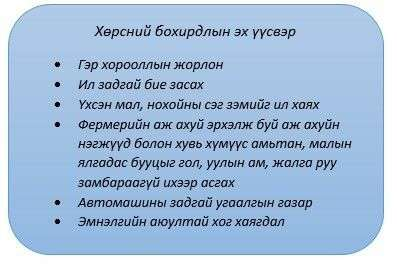 Хөрсний бохирдлын эх үүсвэр
• Гэр хорооллын жорлон
• Ил задгай бие засах
• Үхсэн мал, нохойны сэг зэмийг ил хаях
• Фермерийн аж ахуй эрхэлж буй аж ахуйн
нэгжүүд болон хувь хүмүүс амьтан, малын
ялгадас бууцыг гол, уулын ам, жалга руу
замбараагүй ихээр асгах
• Автомашины задгай угаалгын газар
• Эмнэлгийн аюултай хог хаягдал